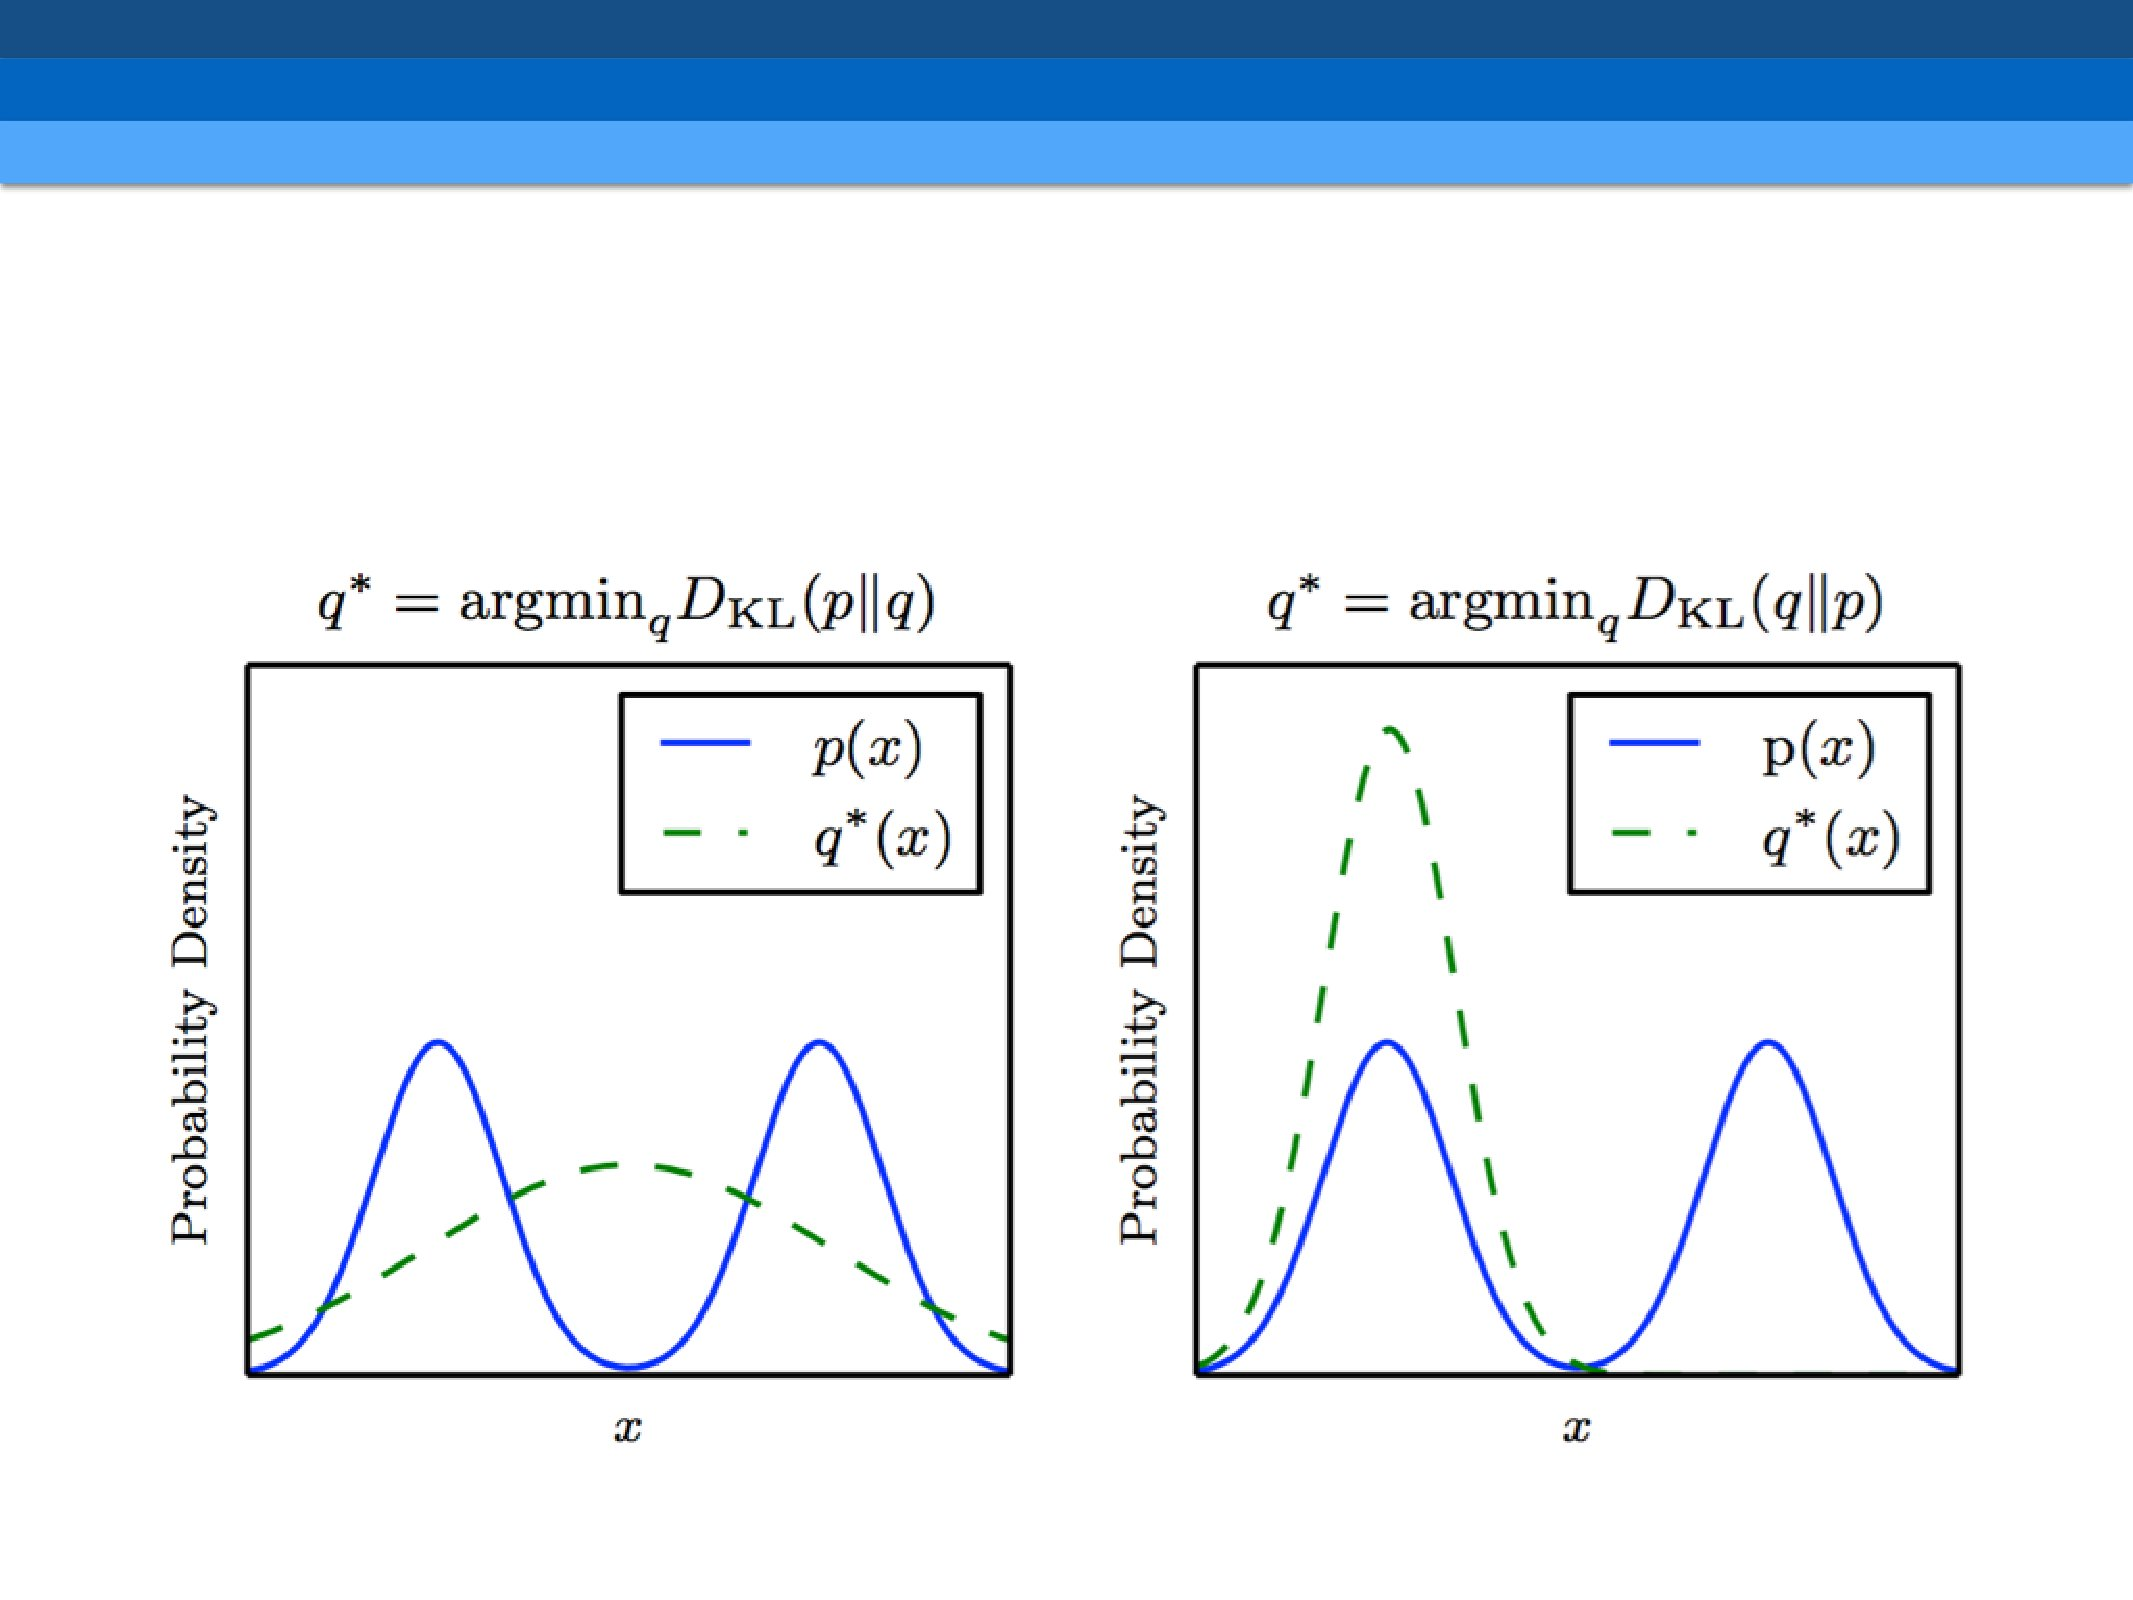 q* = argmin_q D_KL(p‖q)
p(x)
q*(x)
Probability Density
x
q* = argmin_q D_KL(q‖p)
p(x)
q*(x)
Probability Density
x